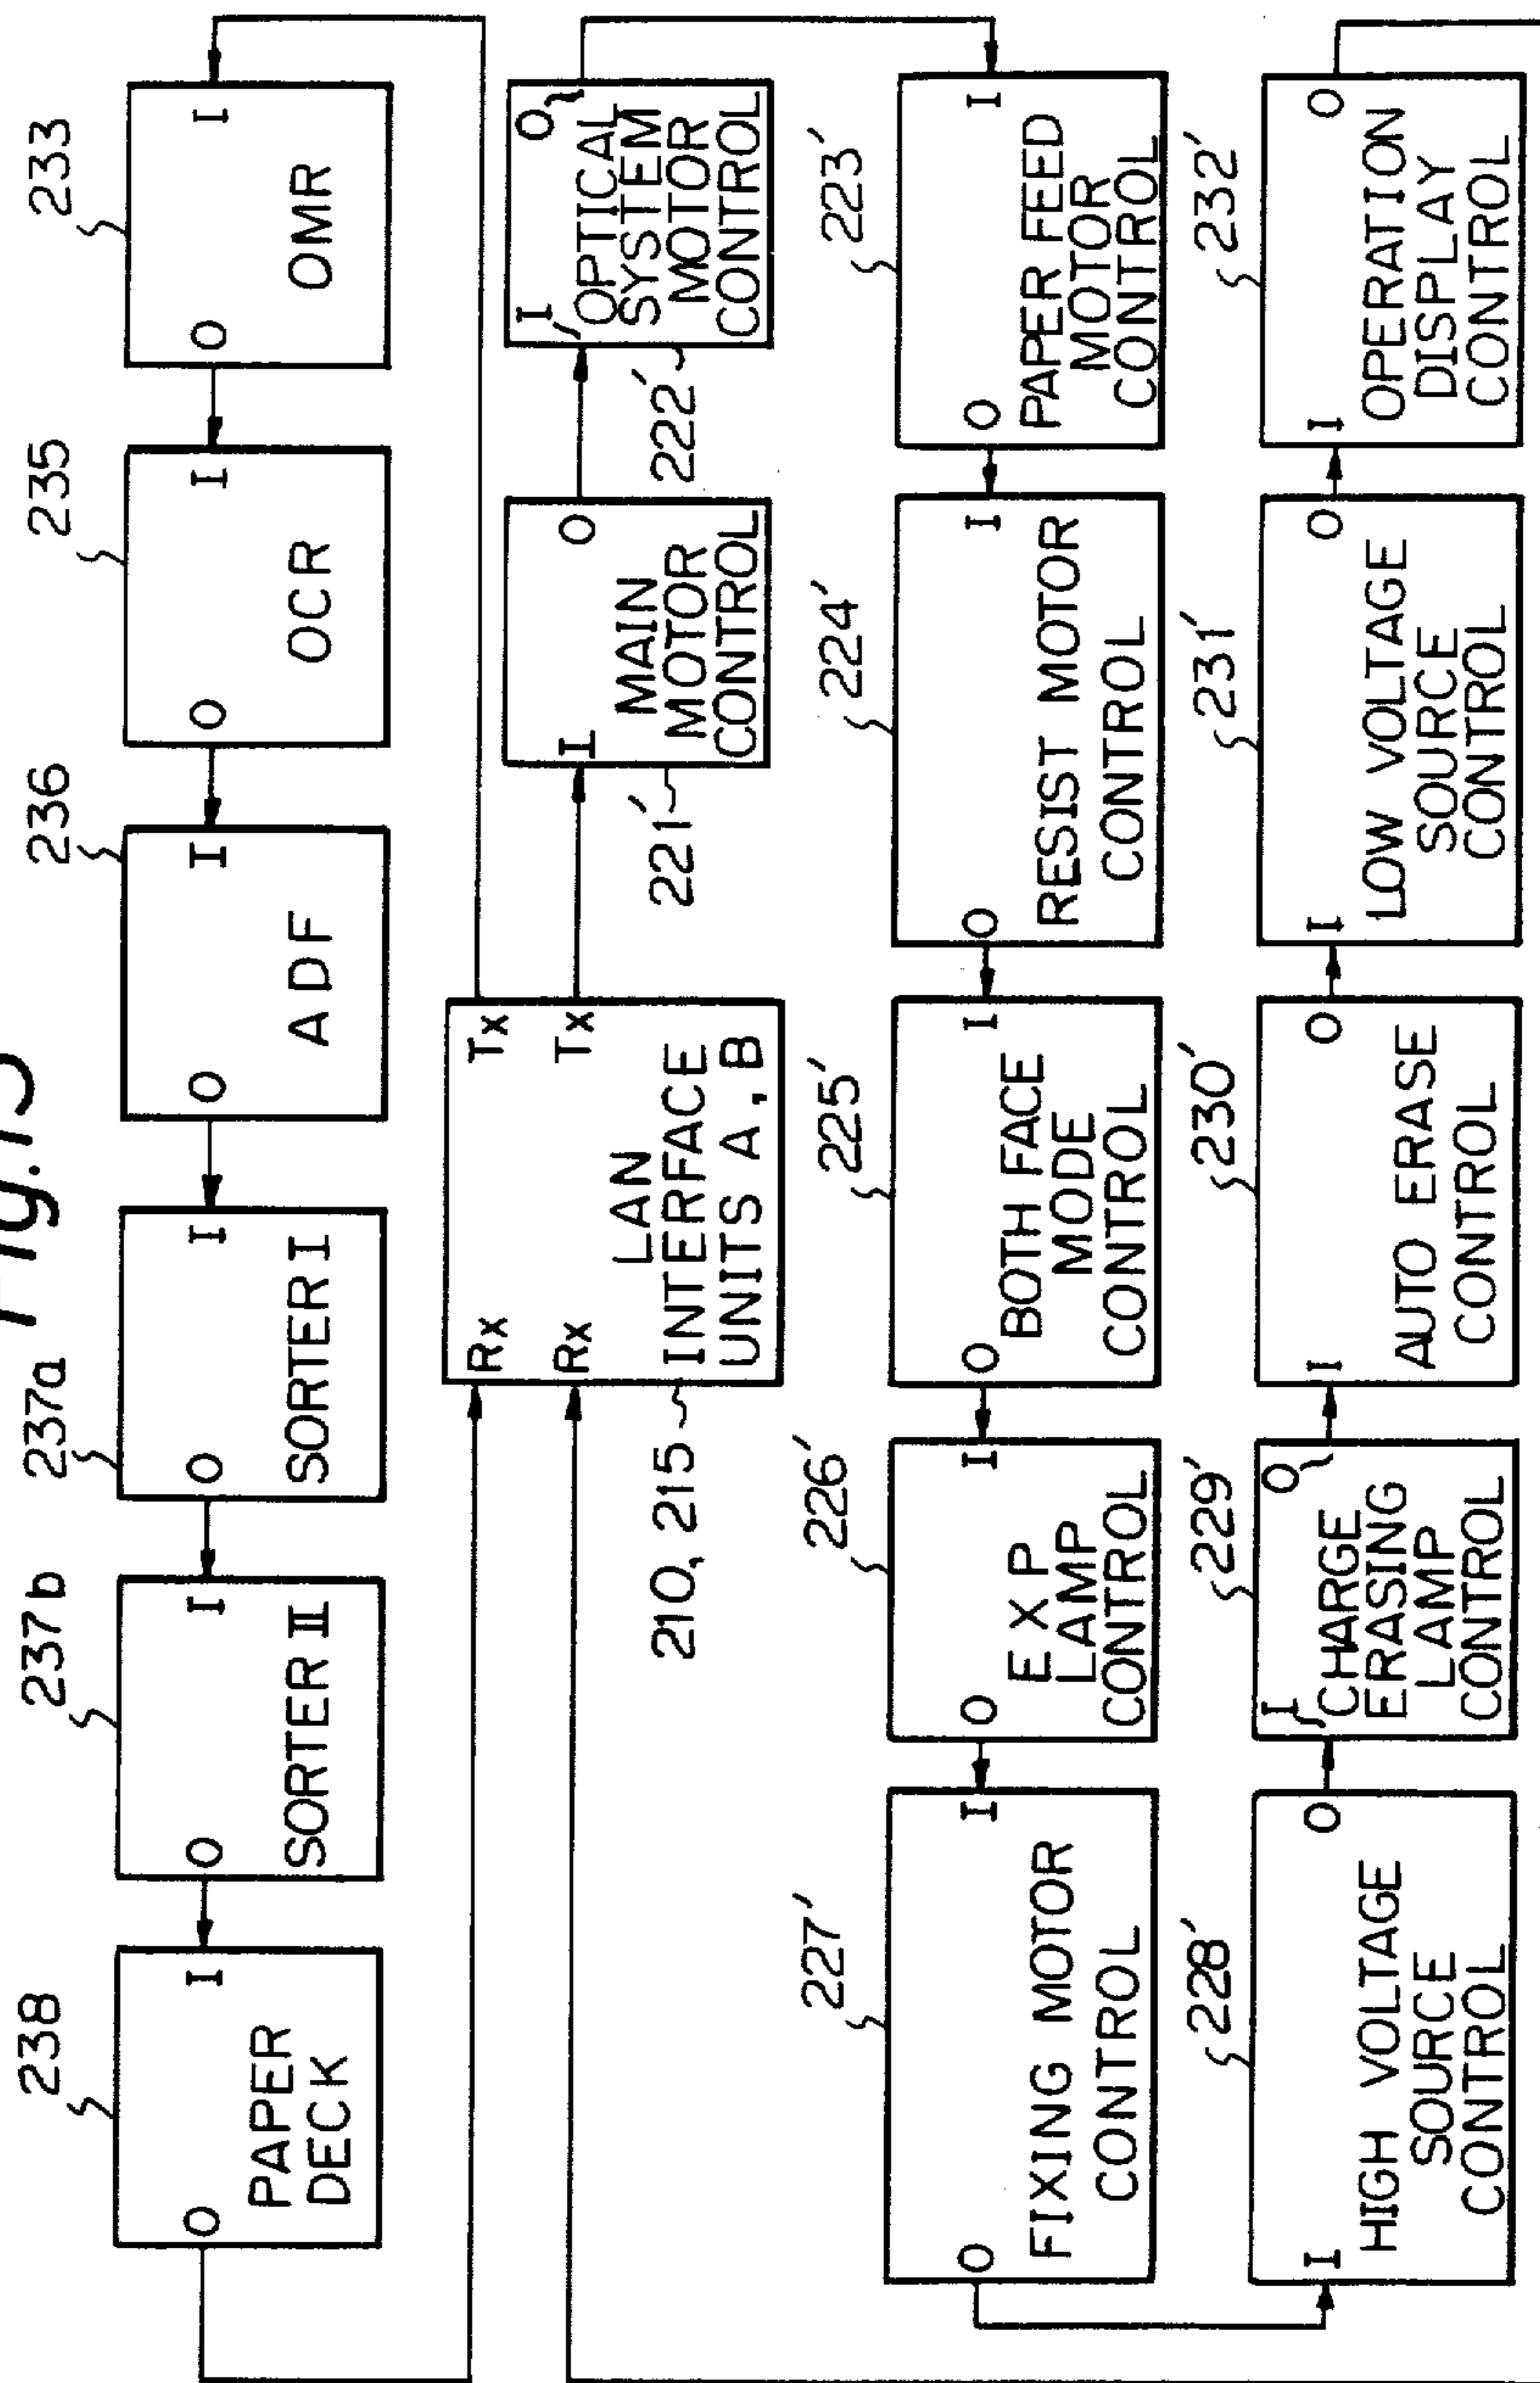 238
O I
PAPER
DECK
237b
O I
SORTER II
237a
O I
SORTER I
236
O I
ADF
235
O I
OCR
233
O I
OMR
Rx Tx
Rx Tx
LAN
INTERFACE
UNITS A, B
210, 215
I O
MAIN
MOTOR
CONTROL
221'
I O
OPTICAL
SYSTEM
MOTOR
CONTROL
222'
227'
O I
FIXING MOTOR
CONTROL
226'
O I
EXP
LAMP
CONTROL
225'
O I
BOTH FACE
MODE
CONTROL
224'
O I
RESIST MOTOR
CONTROL
223'
O I
PAPER FEED
MOTOR
CONTROL
228'
I O
HIGH VOLTAGE
SOURCE
CONTROL
229'
I O
CHARGE
ERASING
LAMP
CONTROL
230'
I O
AUTO ERASE
CONTROL
231'
I O
LOW VOLTAGE
SOURCE
CONTROL
232'
I O
OPERATION
DISPLAY
CONTROL